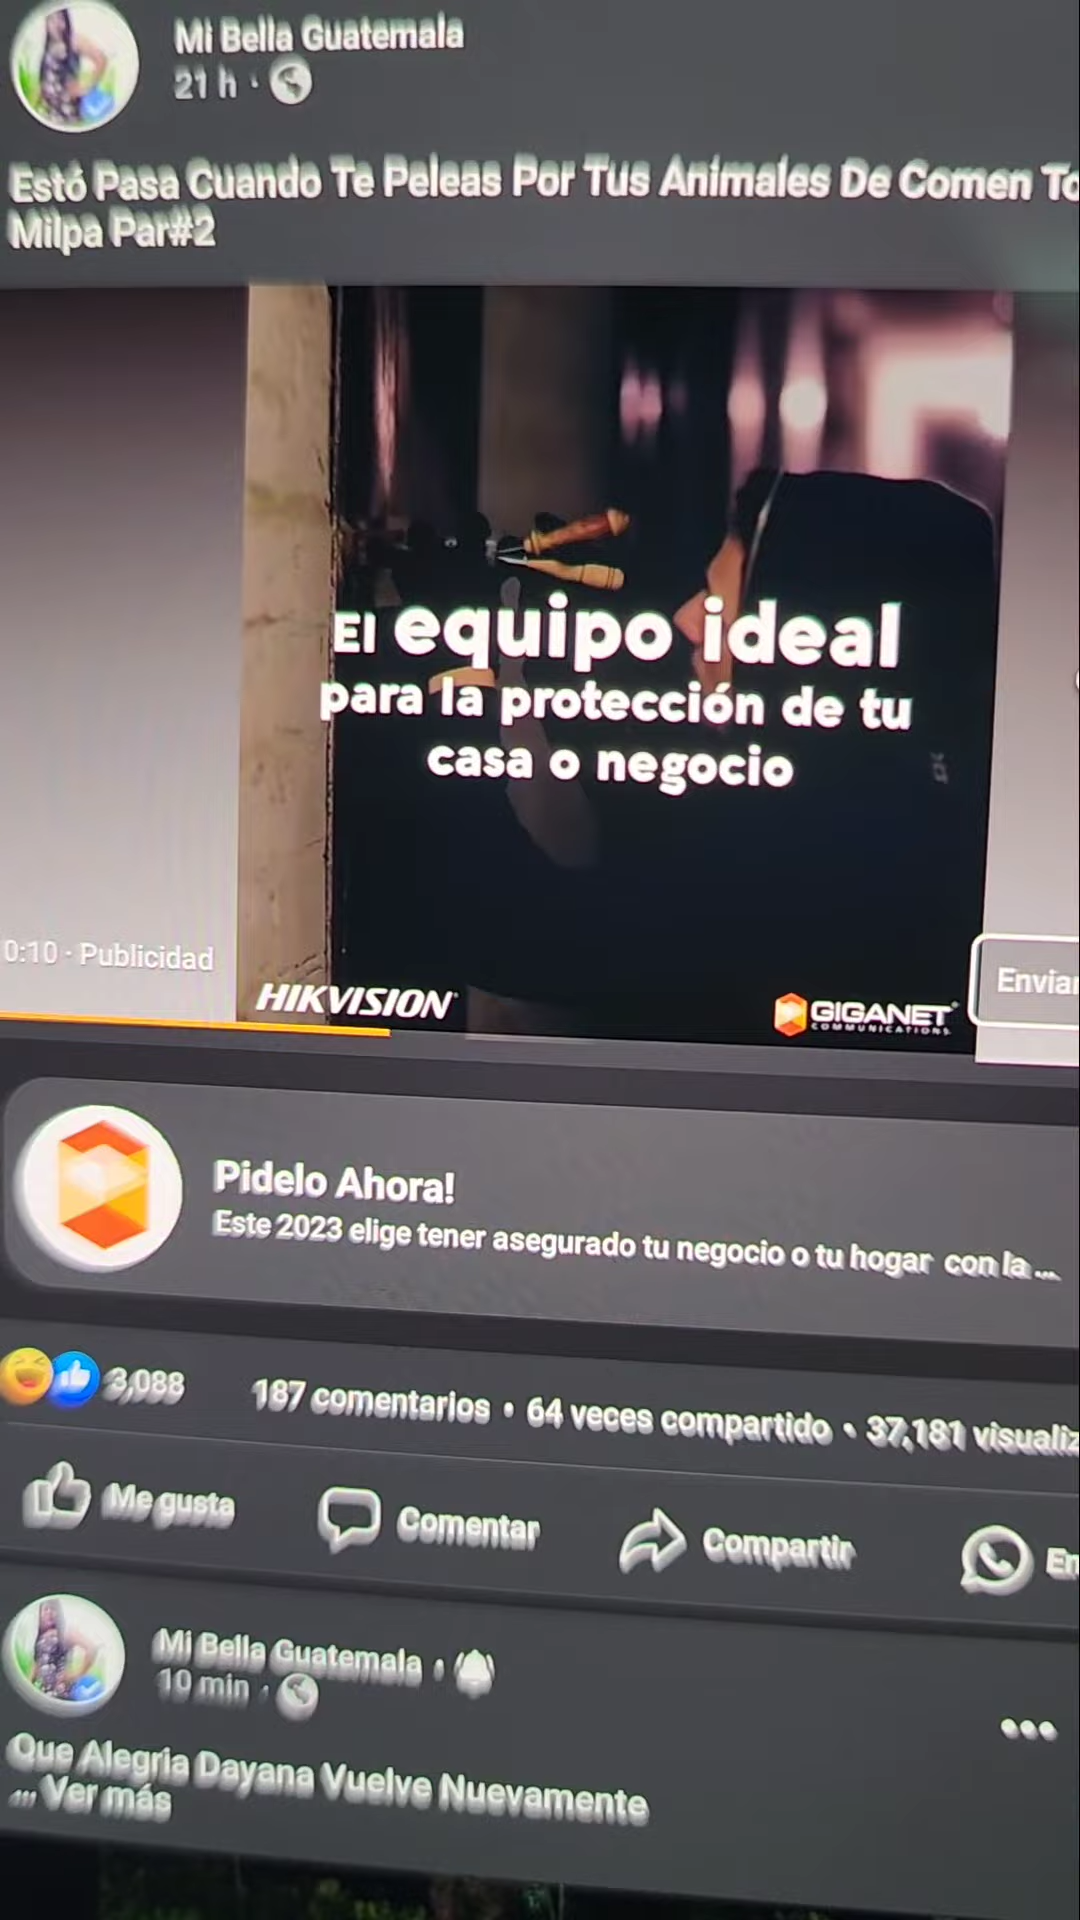 Mi Bella Guatemala
21 h ·
Estó Pasa Cuando Te Peleas Por Tus Animales De Comen To
Milpa Par#2
El equipo ideal
para la protección de tu
casa o negocio
0:10 · Publicidad
Enviar
HIKVISION
GIGANET
COMMUNICATIONS
Pidelo Ahora!
Este 2023 elige tener asegurado tu negocio o tu hogar con la ...
3,088
187 comentarios • 64 veces compartido • 37,181 visualiz
Me gusta
Comentar
Compartir
En
Mi Bella Guatemala ·
10 min ·
Que Alegria Dayana Vuelve Nuevamente
... Ver más